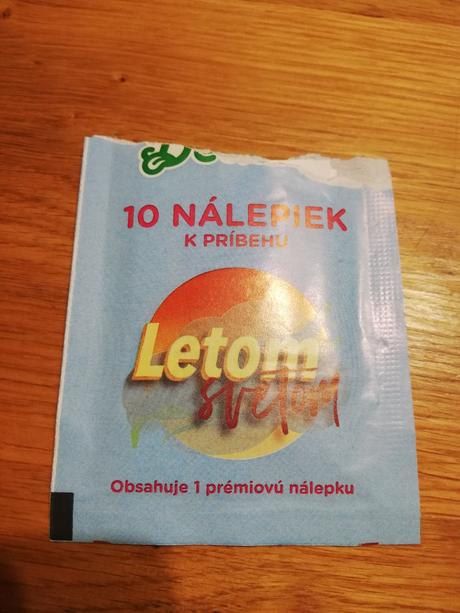 10 NÁLEPIEK
K PRÍBEHU
Letom
svetom
Obsahuje 1 prémiovú nálepku